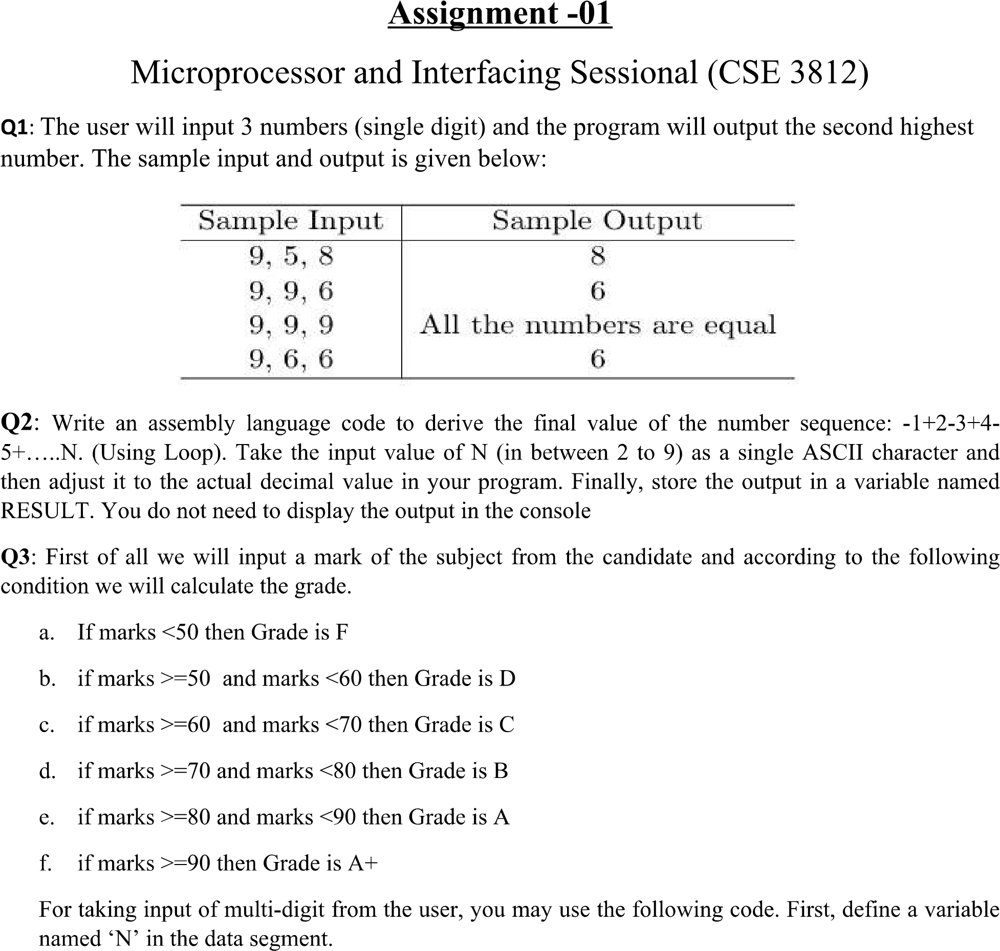 Assignment -01
Microprocessor and Interfacing Sessional (CSE 3812)
Q1: The user will input 3 numbers (single digit) and the program will output the second highest
number. The sample input and output is given below:
Sample Input Sample Output
9, 5, 8 8
9, 9, 6 6
9, 9, 9 All the numbers are equal
9, 6, 6 6
Q2: Write an assembly language code to derive the final value of the number sequence: -1+2-3+4-
5+…..N. (Using Loop). Take the input value of N (in between 2 to 9) as a single ASCII character and
then adjust it to the actual decimal value in your program. Finally, store the output in a variable named
RESULT. You do not need to display the output in the console
Q3: First of all we will input a mark of the subject from the candidate and according to the following
condition we will calculate the grade.
a. If marks <50 then Grade is F
b. if marks >=50 and marks <60 then Grade is D
c. if marks >=60 and marks <70 then Grade is C
d. if marks >=70 and marks <80 then Grade is B
e. if marks >=80 and marks <90 then Grade is A
f. if marks >=90 then Grade is A+
For taking input of multi-digit from the user, you may use the following code. First, define a variable
named ‘N’ in the data segment.